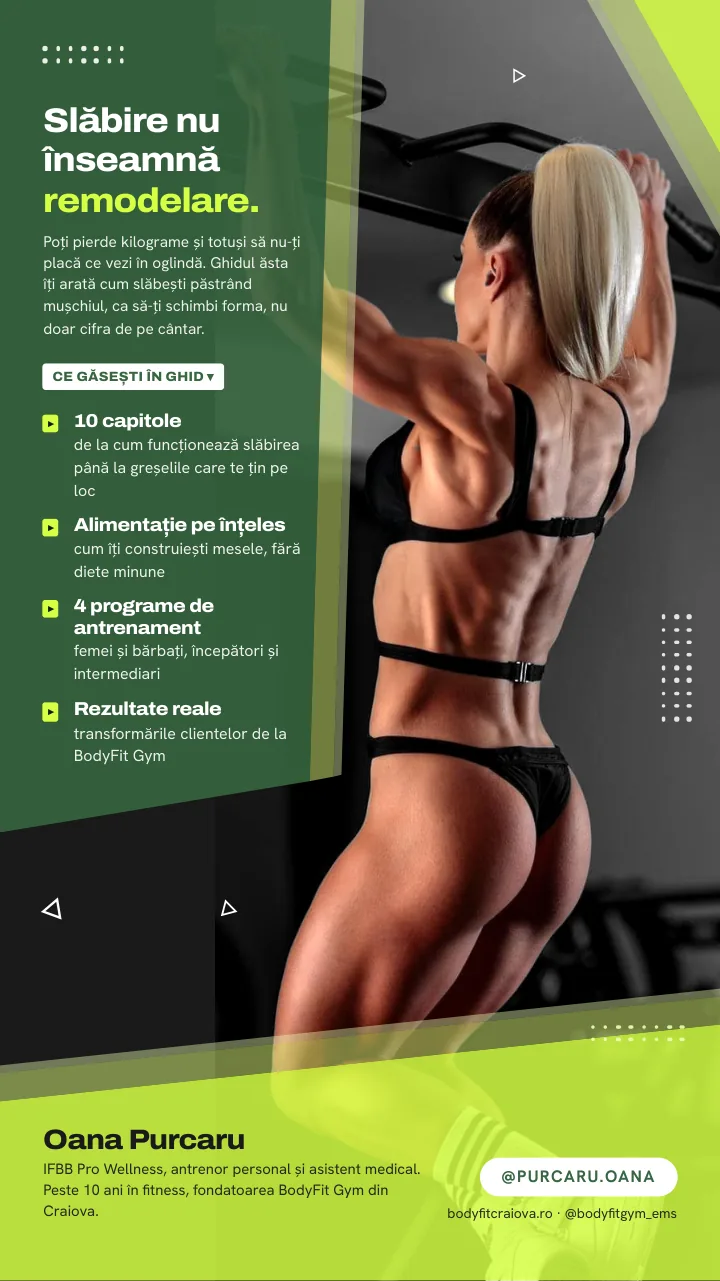 Slăbire nu
înseamnă
remodelare.
Poți pierde kilograme și totuși să nu-ți
placă ce vezi în oglindă. Ghidul ăsta
îți arată cum slăbești păstrând
mușchiul, ca să-ți schimbi forma, nu
doar cifra de pe cântar.
CE GĂSEȘTI ÎN GHID ▾
10 capitole
de la cum funcționează slăbirea
până la greșelile care te țin pe
loc
Alimentație pe înțeles
cum îți construiești mesele, fără
diete minune
4 programe de
antrenament
femei și bărbați, începători și
intermediari
Rezultate reale
transformările clientelor de la
BodyFit Gym
Oana Purcaru
IFBB Pro Wellness, antrenor personal și asistent medical.
Peste 10 ani în fitness, fondatoarea BodyFit Gym din
Craiova.
@PURCARU.OANA
bodyfitcraiova.ro · @bodyfitgym_ems